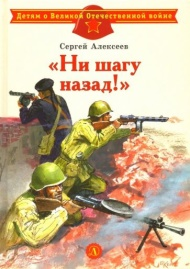 Детям о Великой Отечественной войне
Сергей Алексеев
«Ни шагу
назад!»